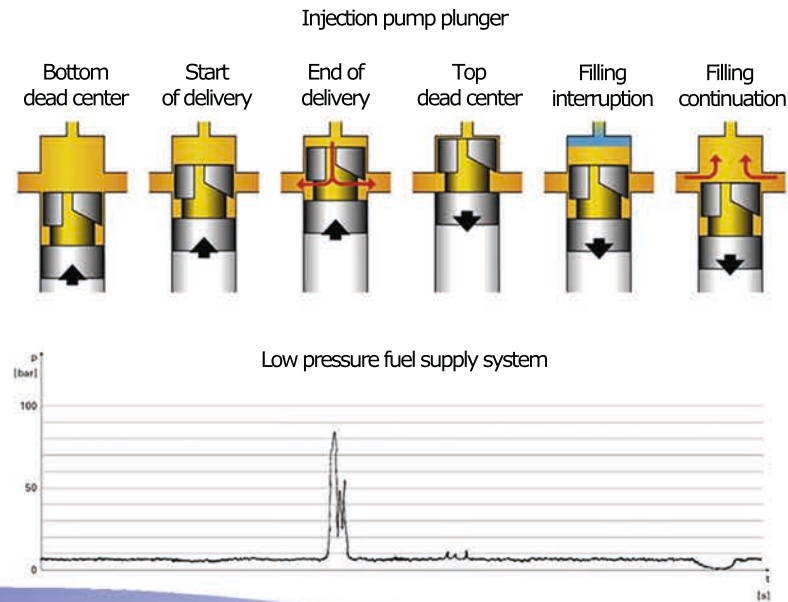 Injection pump plunger
Bottom
dead center
Start
of delivery
End of
delivery
Top
dead center
Filling
interruption
Filling
continuation
Low pressure fuel supply system
P
[bar]
100
50
0
t
[s]